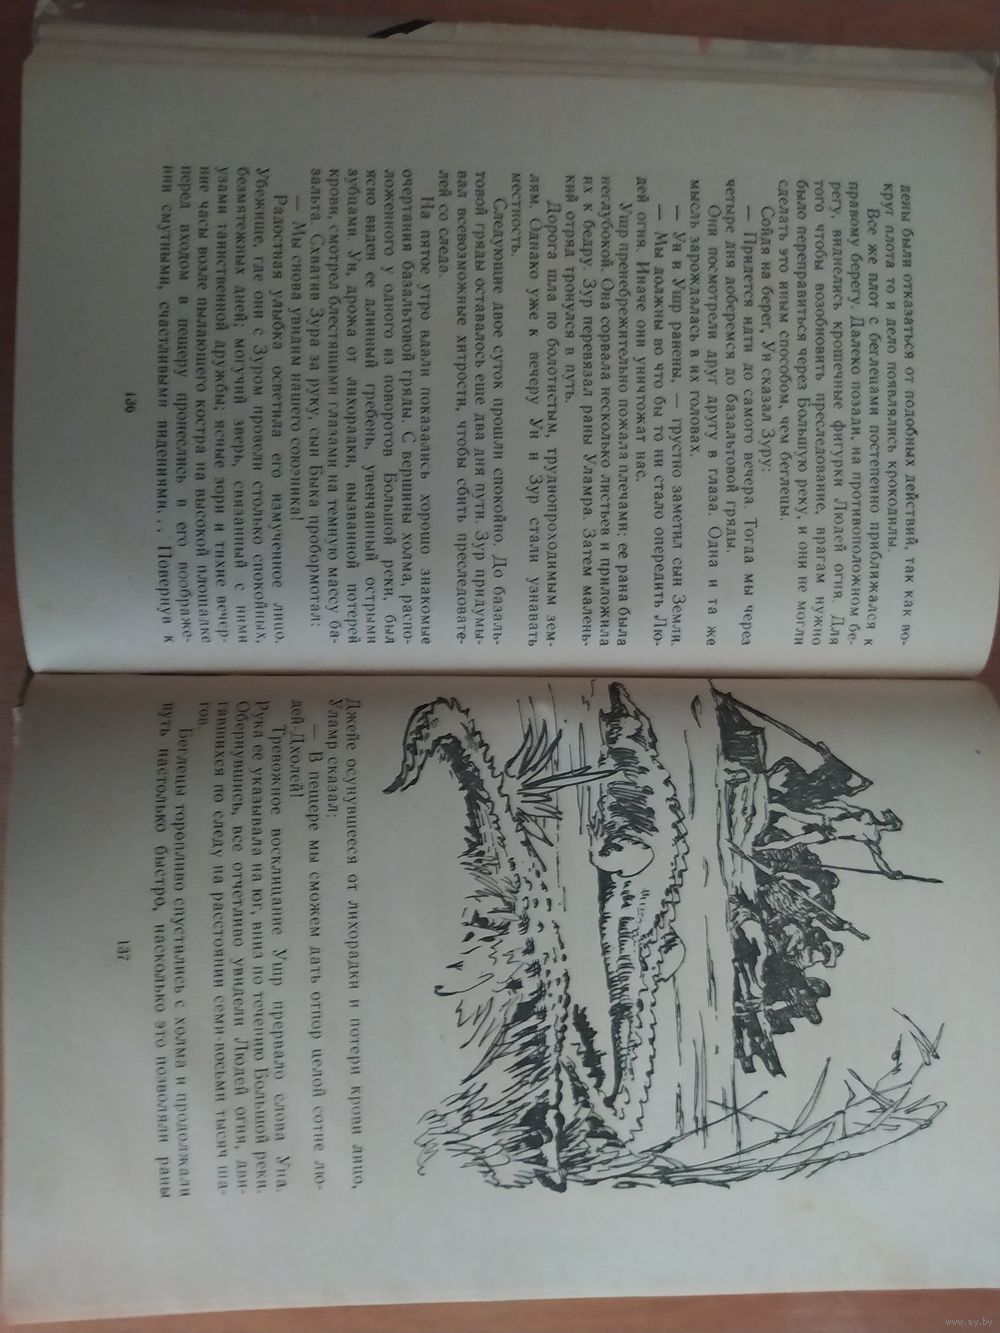 дены были отказаться от подобных действий, так как во-
круг плота то и дело появлялись крокодилы.
Все же плот с беглецами постепенно приближался к
правому берегу. Далеко позади, на противоположном бе-
регу, виднелись крошечные фигурки Людей огня. Для
того чтобы возобновить преследование, врагам нужно
было переправиться через Большую реку, и они не могли
сделать это иным способом, чем беглецы.
Сойдя на берег, Ун сказал Зуру:
— Придется идти до самого вечера. Тогда мы через
четыре дня доберемся до базальтовой гряды.
Они посмотрели друг другу в глаза. Одна и та же
мысль зарождалась в их головах.
— Ун и Ушр ранены, — грустно заметил сын Земли.
— Мы должны во что бы то ни стало опередить Лю-
дей огня. Иначе они уничтожат нас.
Ушр пренебрежительно пожала плечами: ее рана была
неглубокой. Она сорвала несколько листьев и приложила
их к бедру. Зур перевязал раны Уламра. Затем малень-
кий отряд тронулся в путь.
Дорога шла по болотистым, труднопроходимым зем-
лям. Однако уже к вечеру Ун и Зур стали узнавать
местность.
Следующие двое суток прошли спокойно. До базаль-
товой гряды оставалось еще два дня пути. Зур придумы-
вал всевозможные хитрости, чтобы сбить преследовате-
лей со следа.
На пятое утро вдали показались хорошо знакомые
очертания базальтовой гряды. С вершины холма, распо-
ложенного у одного из поворотов Большой реки, был
ясно виден ее длинный гребень, увенчанный острыми
зубцами. Ун, дрожа от лихорадки, вызванной потерей
крови, смотрел блестящими глазами на темную массу ба-
зальта. Схватив Зура за руку, сын Быка пробормотал:
— Мы снова увидим нашего союзника!
Радостная улыбка осветила его измученное лицо.
Убежище, где они с Зуром провели столько спокойных,
безмятежных дней; могучий зверь, связанный с ними
узами таинственной дружбы; ясные зори и тихие вечер-
ние часы возле пылающего костра на высокой площадке
перед входом в пещеру пронеслись в его воображе-
нии смутными, счастливыми видениями... Повернув к
136
Джейе осунувшееся от лихорадки и потери крови лицо,
Уламр сказал:
— В пещере мы сможем дать отпор целой сотне лю-
дей-Дхолей!
Тревожное восклицание Ушр прервало слова Уна.
Рука ее указывала на юг, вниз по течению Большой реки.
Обернувшись, все отчетливо увидели Людей огня, дви-
гавшихся по следу на расстоянии семи-восьми тысяч ша-
гов.
Беглецы торопливо спустились с холма и продолжали
путь настолько быстро, насколько это позволяли раны
137
www.ay.by